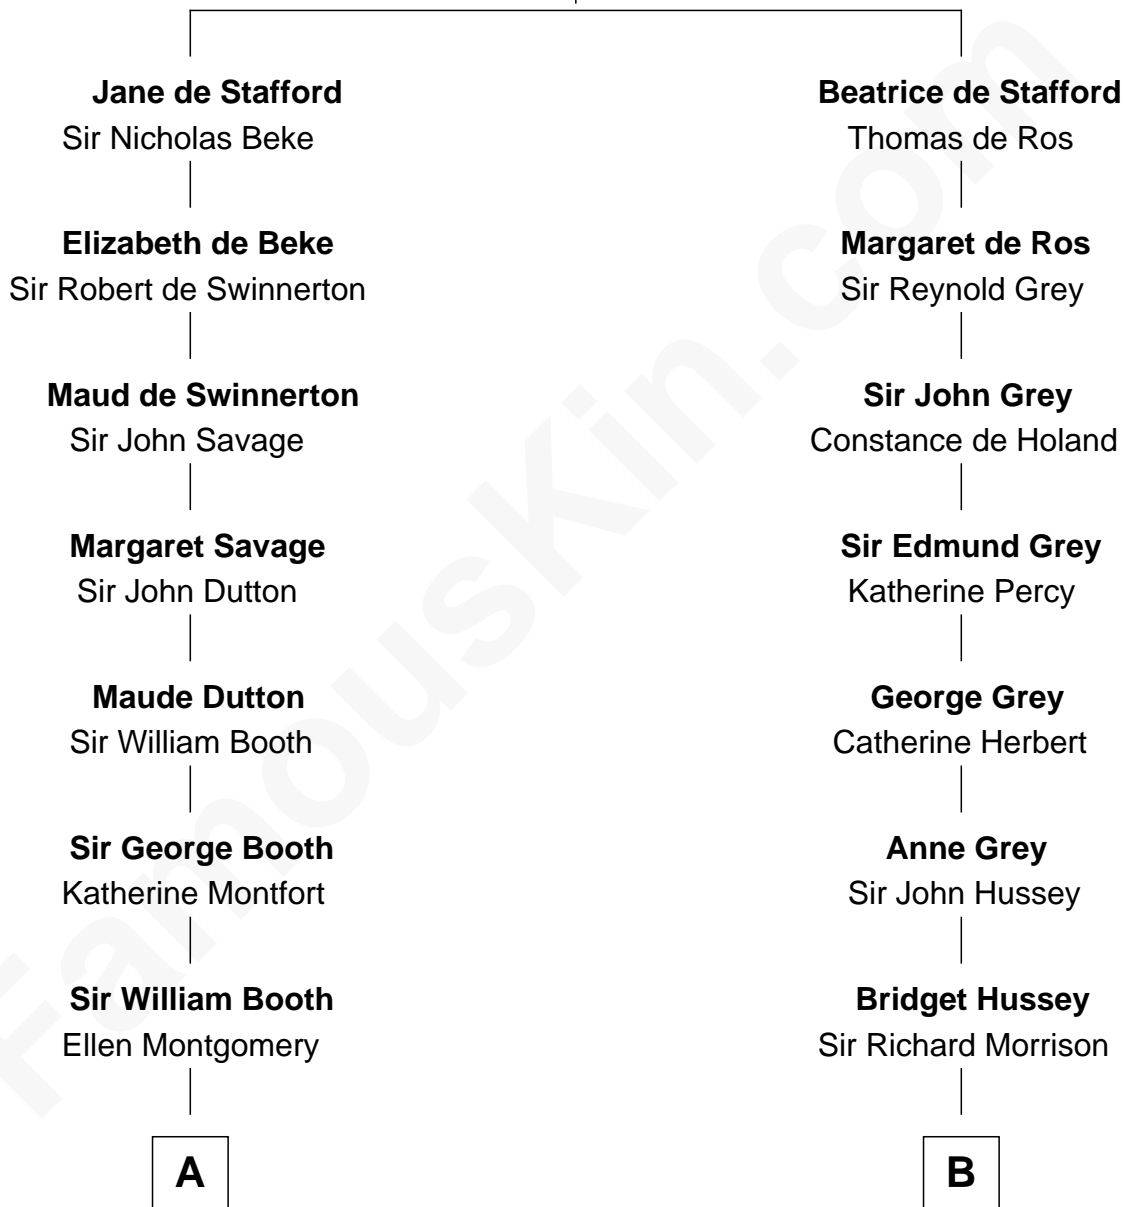 Jane de Stafford
Sir Nicholas Beke
Elizabeth de Beke
Sir Robert de Swinnerton
Maud de Swinnerton
Sir John Savage
Margaret Savage
Sir John Dutton
Maude Dutton
Sir William Booth
Sir George Booth
Katherine Montfort
Sir William Booth
Ellen Montgomery
A
Beatrice de Stafford
Thomas de Ros
Margaret de Ros
Sir Reynold Grey
Sir John Grey
Constance de Holand
Sir Edmund Grey
Katherine Percy
George Grey
Catherine Herbert
Anne Grey
Sir John Hussey
Bridget Hussey
Sir Richard Morrison
B
FamousKin.com